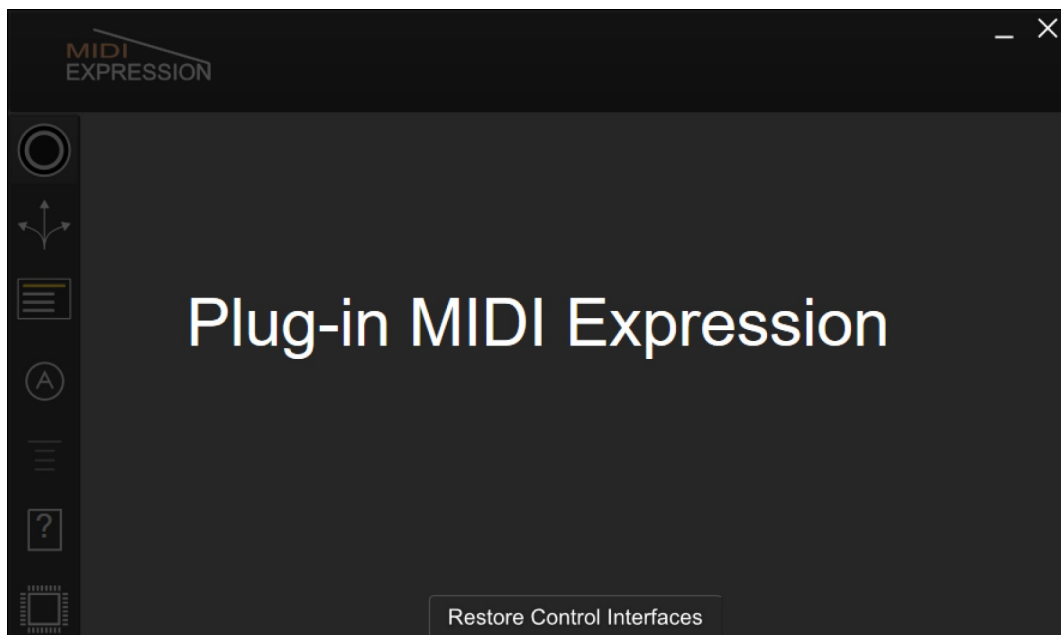 MIDI
EXPRESSION
A
Plug-in MIDI Expression
?
Restore Control Interfaces